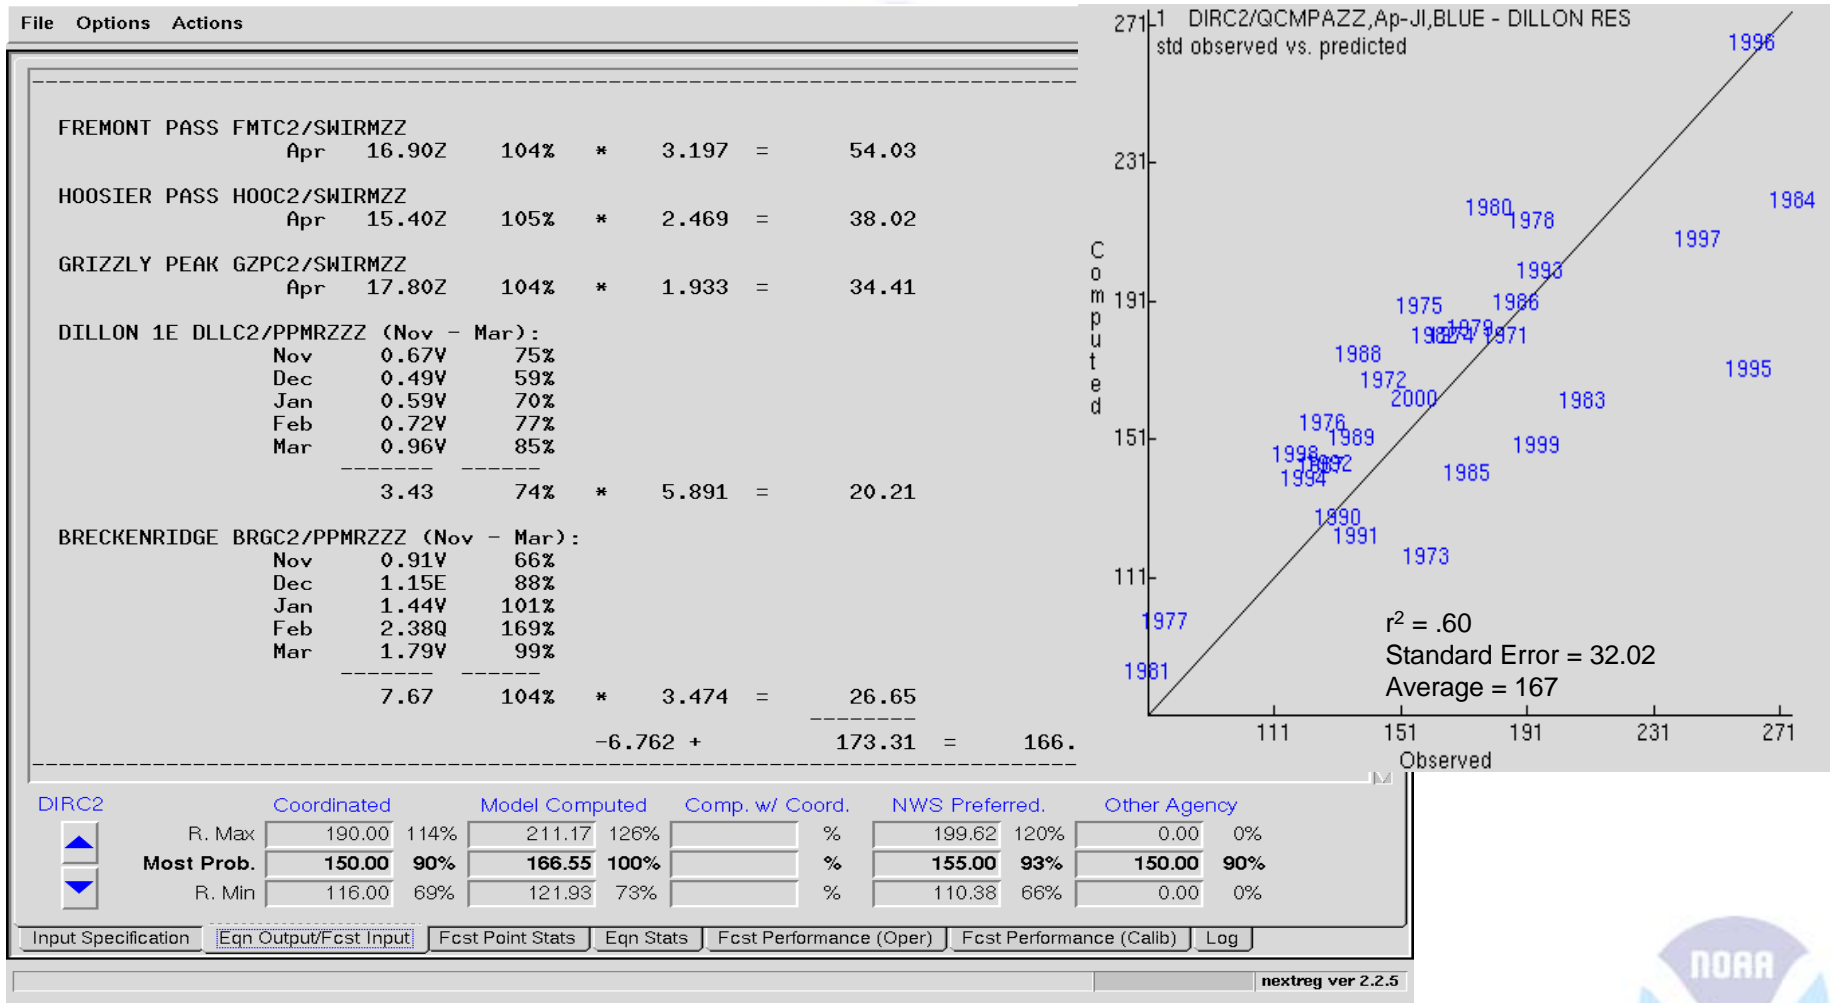 File Options Actions
FREMONT PASS FMTC2/SWIRMZZ
Apr 16.90Z 104% * 3.197 = 54.03
HOOSIER PASS HOOC2/SWIRMZZ
Apr 15.40Z 105% * 2.469 = 38.02
GRIZZLY PEAK GZPC2/SWIRMZZ
Apr 17.80Z 104% * 1.933 = 34.41
DILLON 1E DLLC2/PPMRZZZ (Nov - Mar):
Nov 0.67V 75%
Dec 0.49V 59%
Jan 0.59V 70%
Feb 0.72V 77%
Mar 0.96V 85%
3.43 74% * 5.891 = 20.21
BRECKENRIDGE BRGC2/PPMRZZZ (Nov - Mar):
Nov 0.91V 66%
Dec 1.15E 88%
Jan 1.44V 101%
Feb 2.38Q 169%
Mar 1.79V 99%
7.67 104% * 3.474 = 26.65
-6.762 + 173.31 = 166.
DIRC2 Coordinated Model Computed Comp. w/ Coord. NWS Preferred. Other Agency
R. Max 190.00 114% 211.17 126% % 199.62 120% 0.00 0%
Most Prob. 150.00 90% 166.55 100% % 155.00 93% 150.00 90%
R. Min 116.00 69% 121.93 73% % 110.38 66% 0.00 0%
Input Specification Eqn Output/Fcst Input Fcst Point Stats Eqn Stats Fcst Performance (Oper) Fcst Performance (Calib) Log
nextreg ver 2.2.5
L1 DIRC2/QCMPAZZ,Ap-Jl,BLUE - DILLON RES
std observed vs. predicted
271
231
191
151
111
Computed
1996
1984
1980
1978
1997
1993
1975
1986
1979
1971
1988
1995
1972
2000
1983
1976
1989
1999
1998
1992
1994
1985
1990
1991
1973
1977
1981
r² = .60
Standard Error = 32.02
Average = 167
111 151 191 231 271
Observed
NOAA